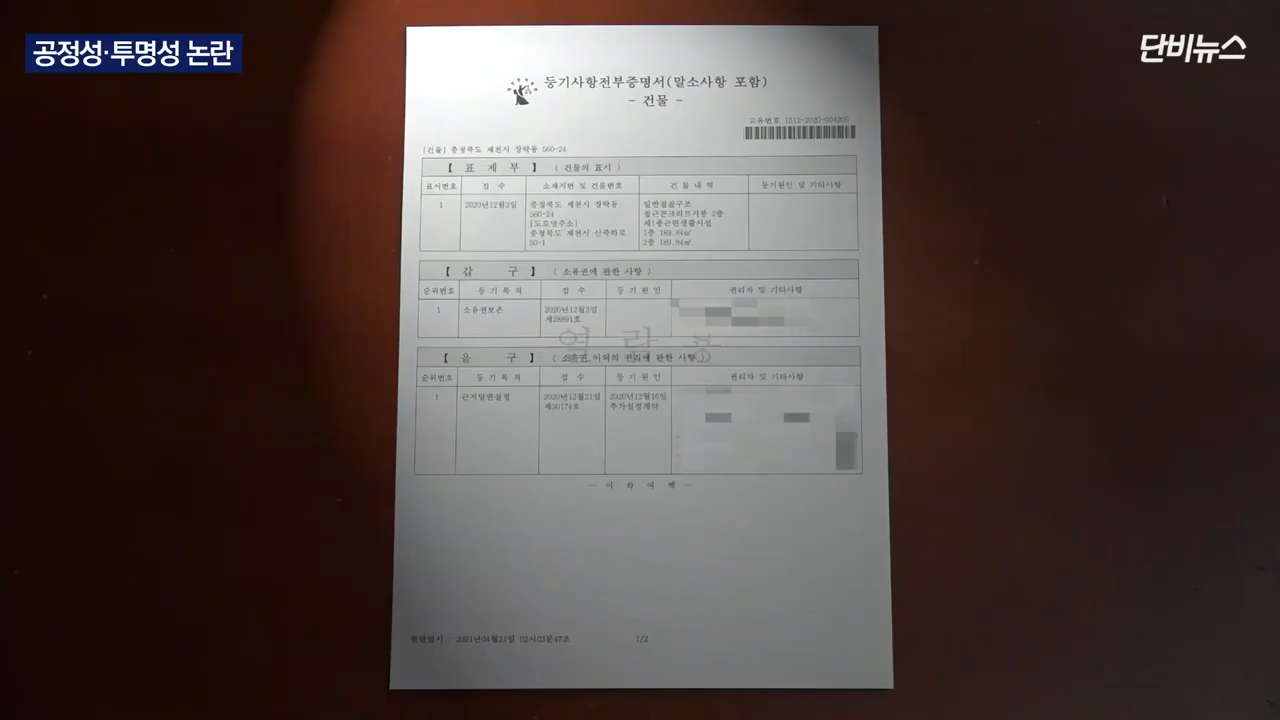 공정성·투명성 논란
단비뉴스
등기사항전부증명서(말소사항 포함)
- 건물 -
고유번호 1512-2020-004205
[건물] 충청북도 제천시 장락동 560-24
【 표 제 부 】 ( 건물의 표시 )
표시번호 접 수 소재지번 및 건물번호 건 물 내 역 등기원인 및 기타사항
1 2020년12월3일 충청북도 제천시 장락동 일반철골구조
560-24 철근콘크리트지붕 2층
[도로명주소] 제1종근린생활시설
충청북도 제천시 신죽하로 1층 189.84㎡
50-1 2층 189.84㎡
【 갑 구 】 ( 소유권에 관한 사항 )
순위번호 등 기 목 적 접 수 등 기 원 인 권리자 및 기타사항
1 소유권보존 2020년12월3일
제28891호
열 람 용
【 을 구 】 ( 소유권 이외의 권리에 관한 사항 )
순위번호 등 기 목 적 접 수 등 기 원 인 권리자 및 기타사항
1 근저당권설정 2020년12월21일 2020년12월16일
제30174호 추가설정계약
- 이 하 여 백 -
열람일시 : 2021년04월21일 02시03분47초 1/2